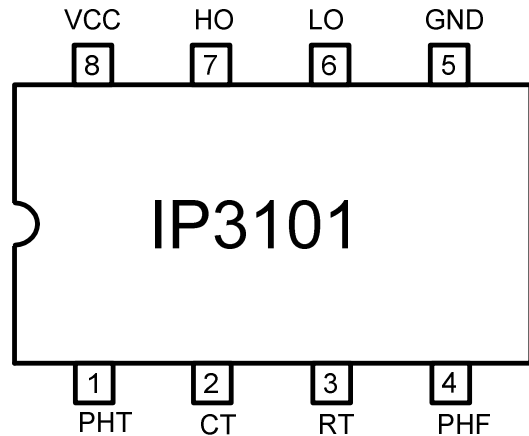 VCC HO LO GND
8 7 6 5
IP3101
1 2 3 4
PHT CT RT PHF